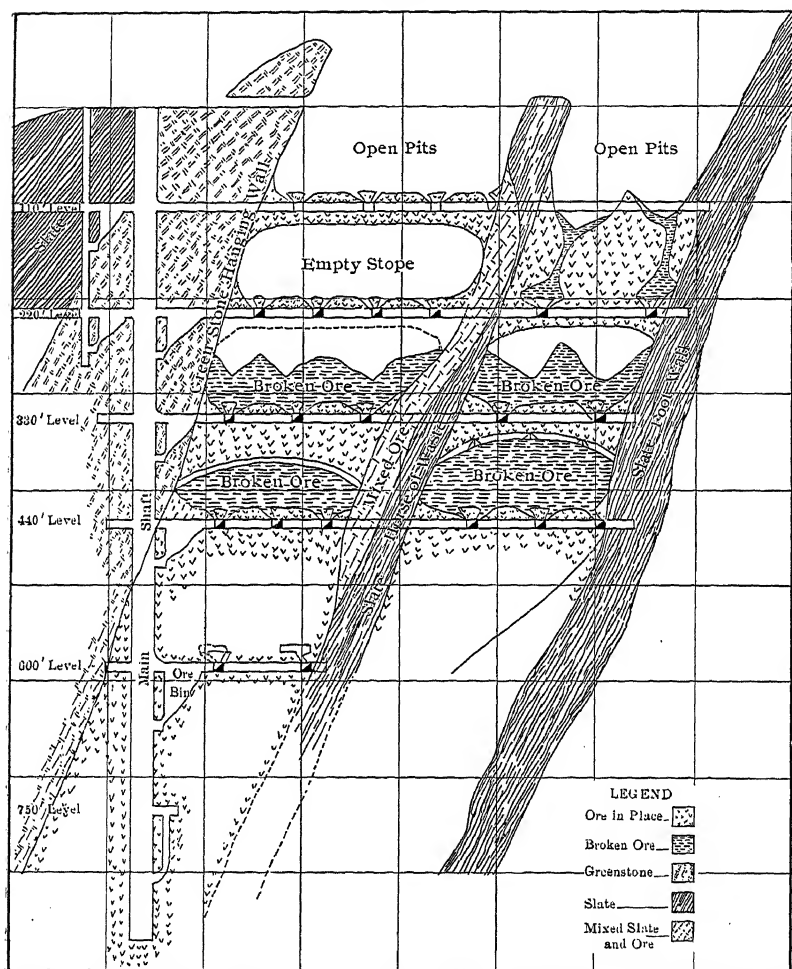 Open Pits
Open Pits
110' Level
Slate
Green Stone Hanging Wall
Empty Stope
220' Level
Broken Ore
Broken Ore
330' Level
Mixed Ore
Slate Foot Wall
Broken Ore
Broken Ore
Slate Horse of Waste
440' Level
Shaft
600' Level
Main
Ore
Bin
750' Level
LEGEND
Ore in Place
Broken Ore
Greenstone
Slate
Mixed Slate
and Ore